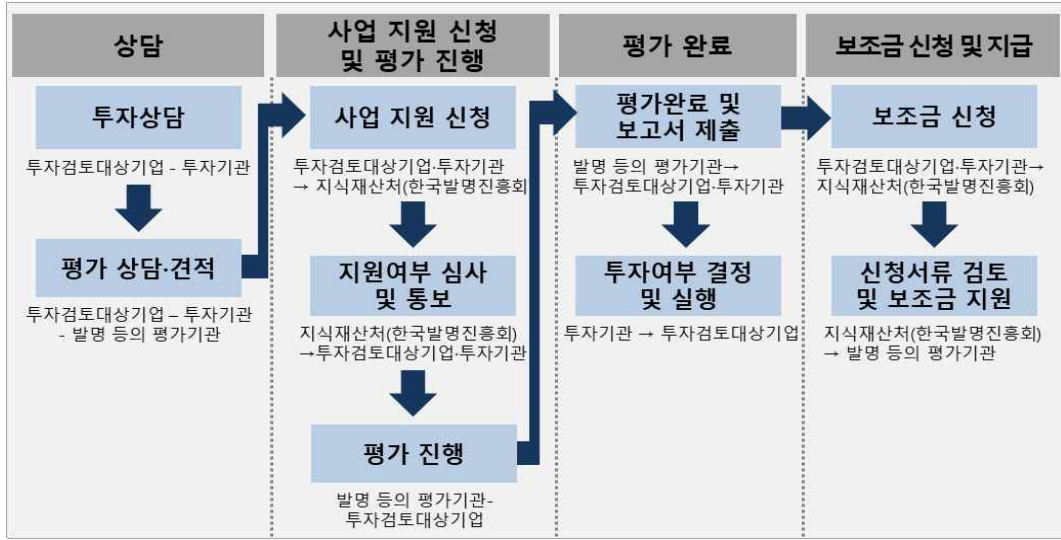 상담
투자상담
투자검토대상기업 - 투자기관
평가 상담·견적
투자검토대상기업 – 투자기관
- 발명 등의 평가기관
사업 지원 신청
및 평가 진행
사업 지원 신청
투자검토대상기업·투자기관
→ 지식재산처(한국발명진흥회)
지원여부 심사
및 통보
지식재산처(한국발명진흥회)
→투자검토대상기업·투자기관
평가 진행
발명 등의 평가기관-
투자검토대상기업
평가 완료
평가완료 및
보고서 제출
발명 등의 평가기관→
투자검토대상기업·투자기관
투자여부 결정
및 실행
투자기관 → 투자검토대상기업
보조금 신청 및 지급
보조금 신청
투자검토대상기업·투자기관→
지식재산처(한국발명진흥회)
신청서류 검토
및 보조금 지원
지식재산처(한국발명진흥회)
→ 발명 등의 평가기관